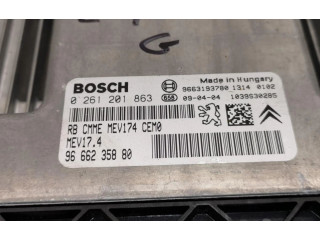 G
Made in Hungary
BOSCH
9663193780 1314 0102
0 261 201 863
658 09-04-04 1039S30285
RB CMME MEV174 CEM0
MEV17.4
96 662 358 80